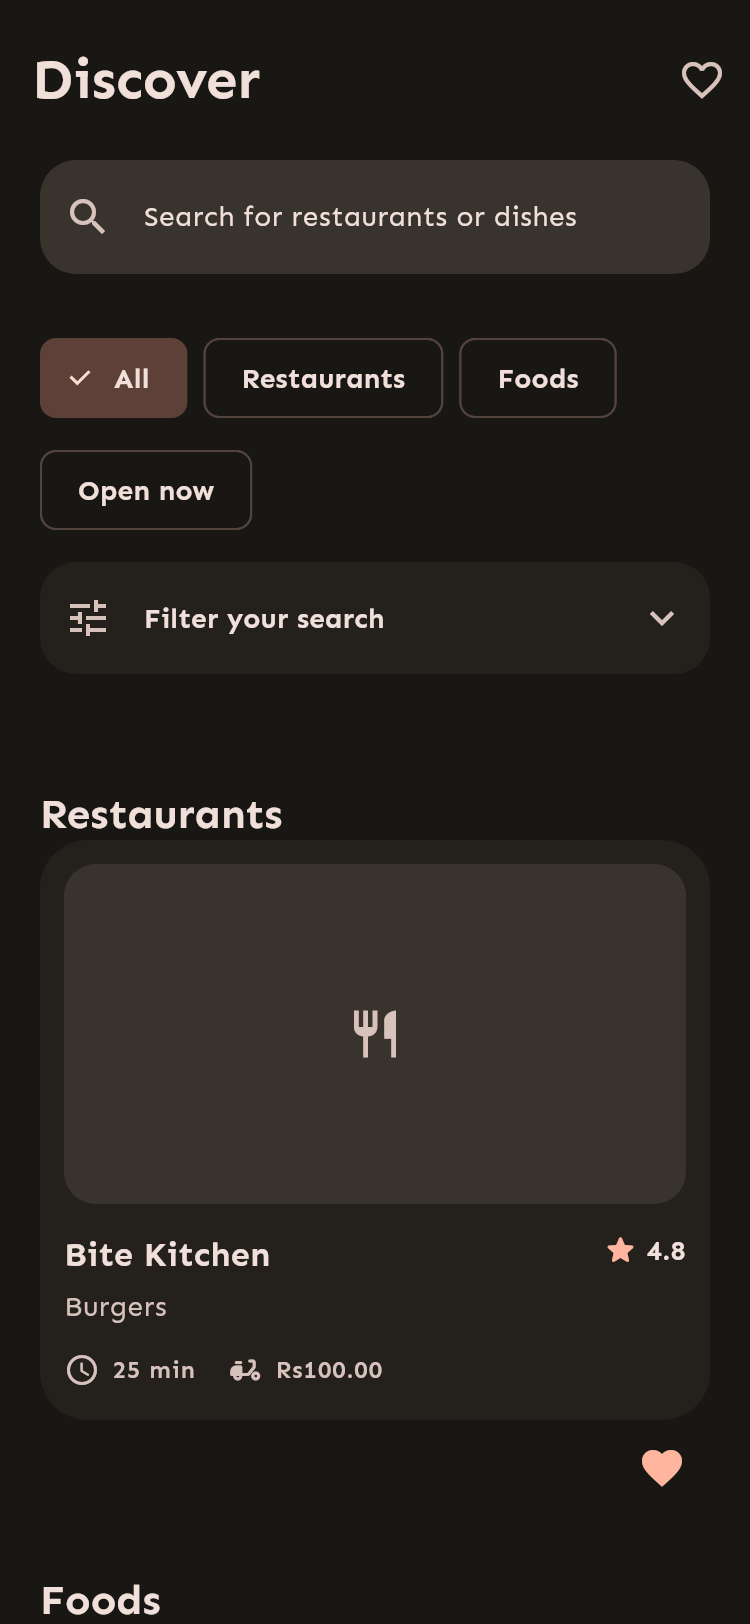 Discover
Search for restaurants or dishes
All
Restaurants
Foods
Open now
Filter your search
Restaurants
Bite Kitchen
4.8
Burgers
25 min
Rs100.00
Foods